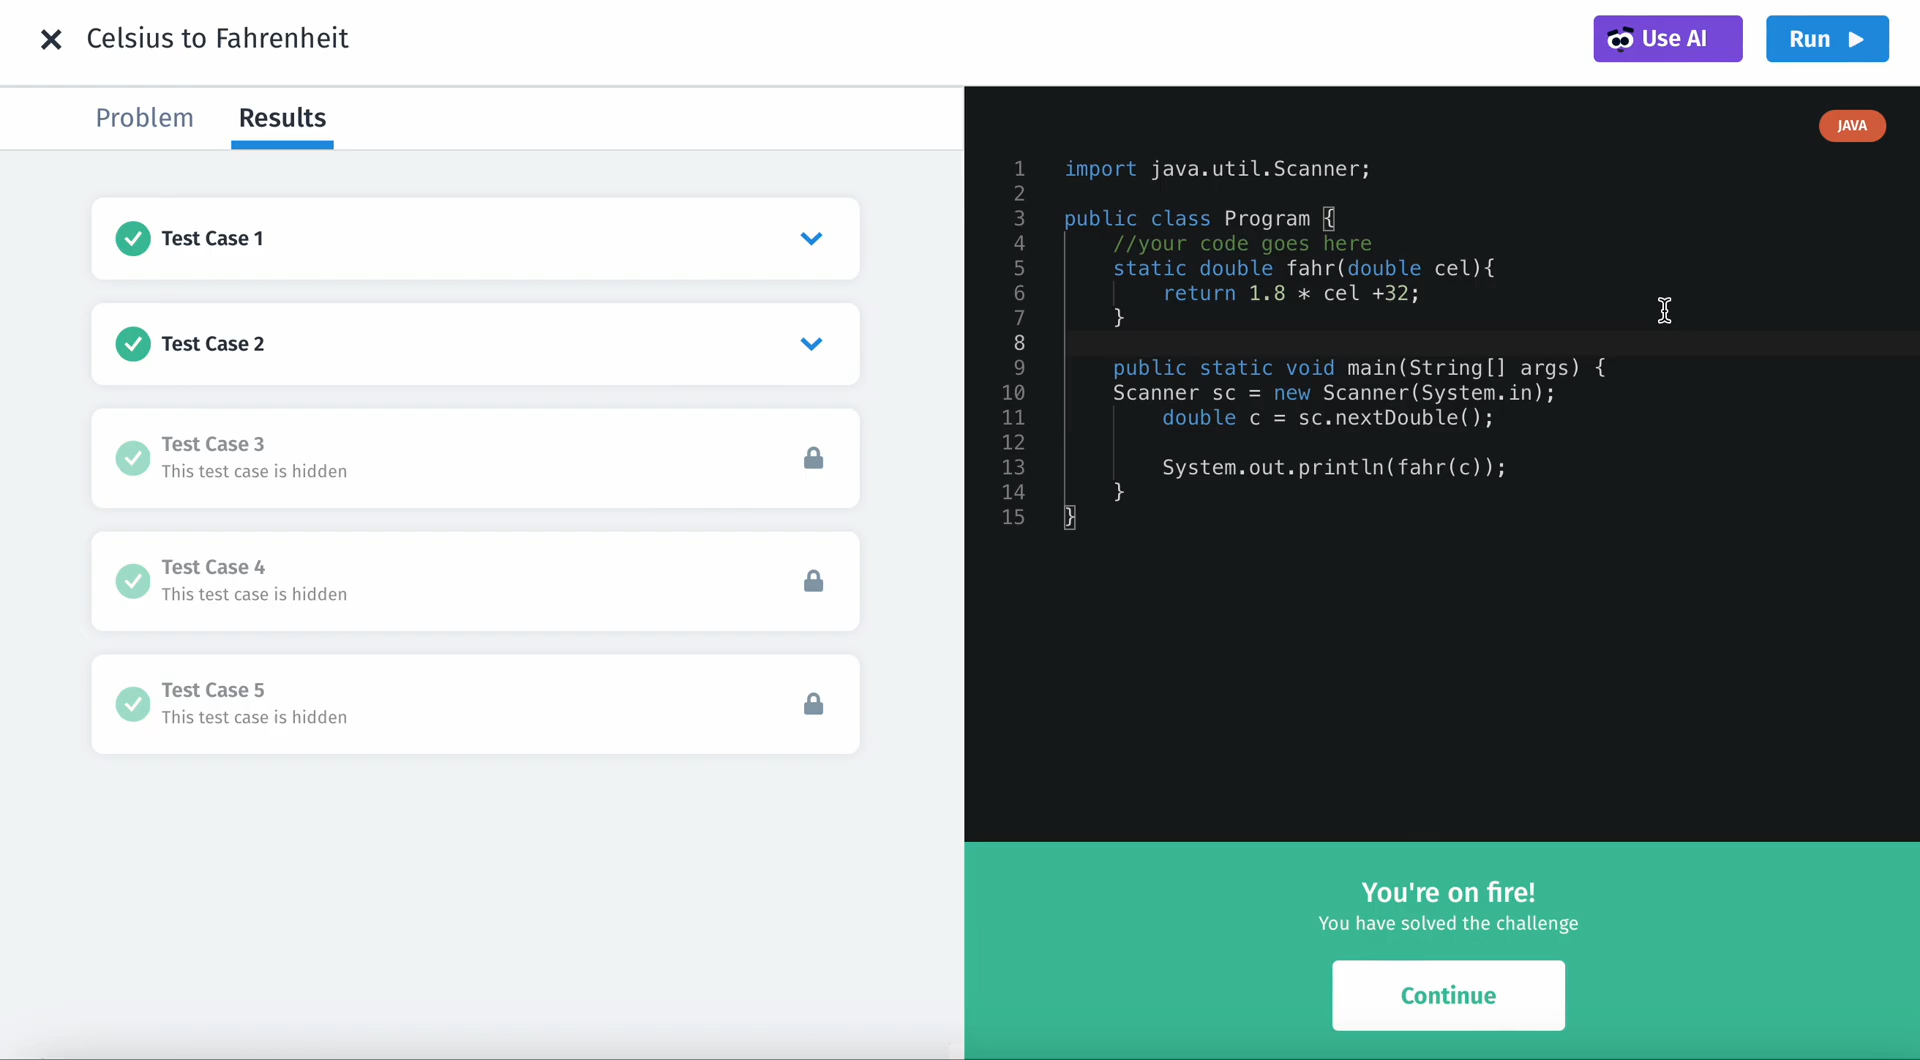 Celsius to Fahrenheit
Use AI
Run
Problem
Results
Test Case 1
Test Case 2
Test Case 3
This test case is hidden
Test Case 4
This test case is hidden
Test Case 5
This test case is hidden
JAVA
1 import java.util.Scanner;
2
3 public class Program {
4     //your code goes here
5     static double fahr(double cel){
6         return 1.8 * cel +32;
7     }
8
9     public static void main(String[] args) {
10     Scanner sc = new Scanner(System.in);
11         double c = sc.nextDouble();
12
13         System.out.println(fahr(c));
14     }
15 }
You're on fire!
You have solved the challenge
Continue